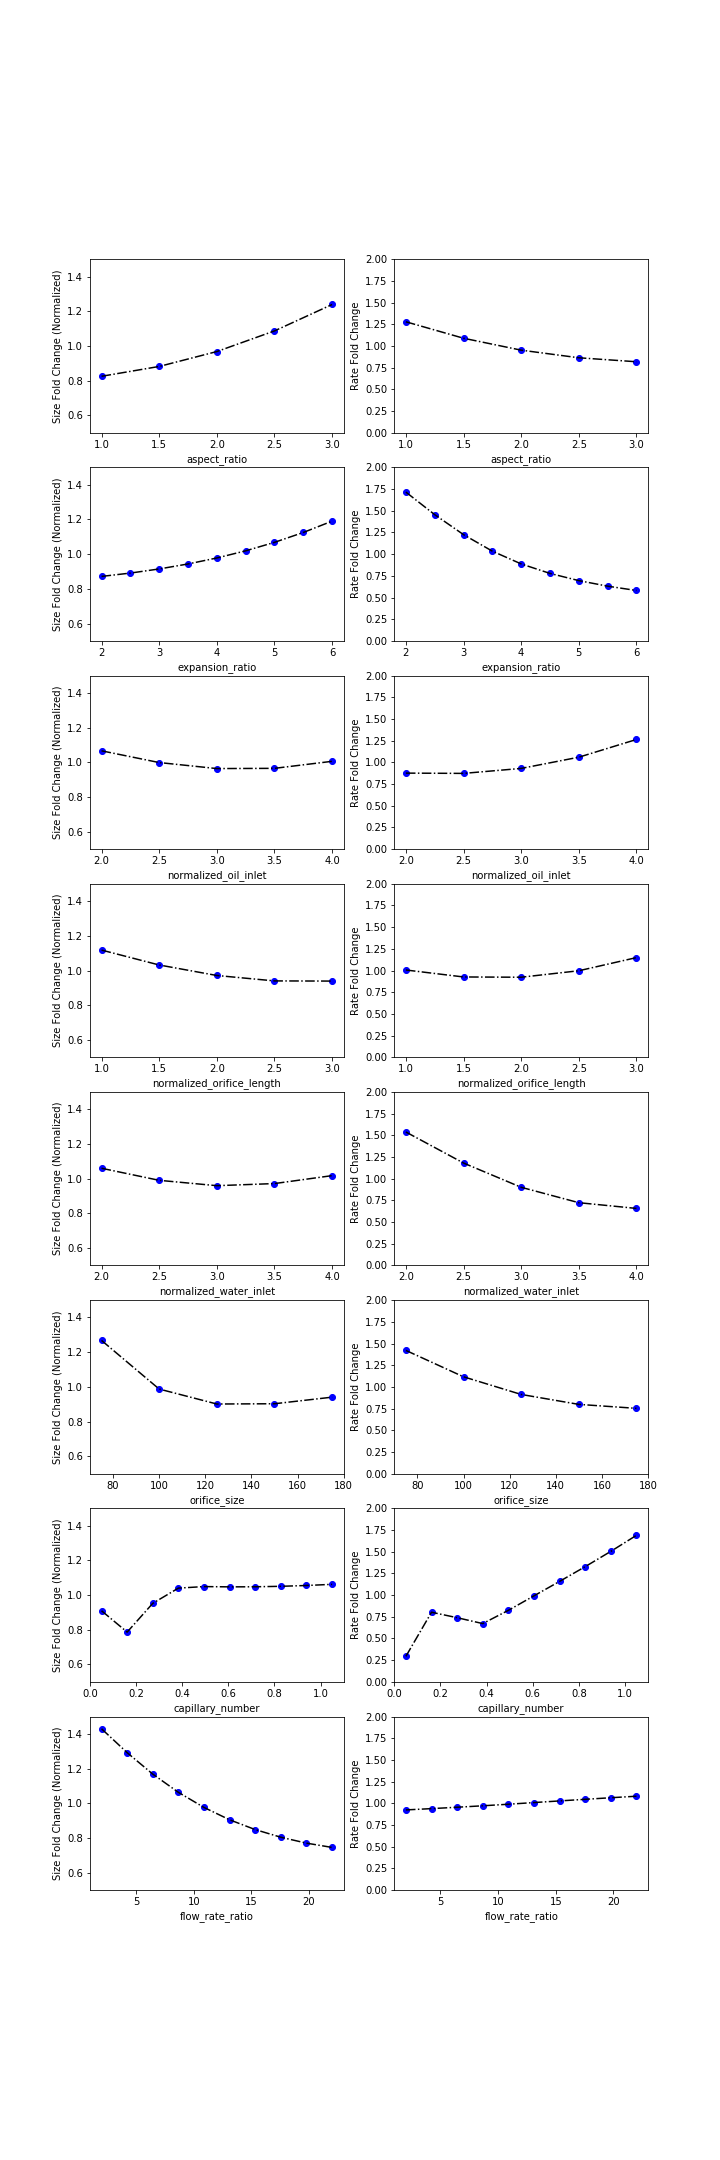 Size Fold Change (Normalized)
1.4
1.2
1.0
0.8
0.6
1.0 1.5 2.0 2.5 3.0
aspect_ratio
Rate Fold Change
2.00
1.75
1.50
1.25
1.00
0.75
0.50
0.25
0.00
1.0 1.5 2.0 2.5 3.0
aspect_ratio
Size Fold Change (Normalized)
1.4
1.2
1.0
0.8
0.6
2 3 4 5 6
expansion_ratio
Rate Fold Change
2.00
1.75
1.50
1.25
1.00
0.75
0.50
0.25
0.00
2 3 4 5 6
expansion_ratio
Size Fold Change (Normalized)
1.4
1.2
1.0
0.8
0.6
2.0 2.5 3.0 3.5 4.0
normalized_oil_inlet
Rate Fold Change
2.00
1.75
1.50
1.25
1.00
0.75
0.50
0.25
0.00
2.0 2.5 3.0 3.5 4.0
normalized_oil_inlet
Size Fold Change (Normalized)
1.4
1.2
1.0
0.8
0.6
1.0 1.5 2.0 2.5 3.0
normalized_orifice_length
Rate Fold Change
2.00
1.75
1.50
1.25
1.00
0.75
0.50
0.25
0.00
1.0 1.5 2.0 2.5 3.0
normalized_orifice_length
Size Fold Change (Normalized)
1.4
1.2
1.0
0.8
0.6
2.0 2.5 3.0 3.5 4.0
normalized_water_inlet
Rate Fold Change
2.00
1.75
1.50
1.25
1.00
0.75
0.50
0.25
0.00
2.0 2.5 3.0 3.5 4.0
normalized_water_inlet
Size Fold Change (Normalized)
1.4
1.2
1.0
0.8
0.6
80 100 120 140 160 180
orifice_size
Rate Fold Change
2.00
1.75
1.50
1.25
1.00
0.75
0.50
0.25
0.00
80 100 120 140 160 180
orifice_size
Size Fold Change (Normalized)
1.4
1.2
1.0
0.8
0.6
0.0 0.2 0.4 0.6 0.8 1.0
capillary_number
Rate Fold Change
2.00
1.75
1.50
1.25
1.00
0.75
0.50
0.25
0.00
0.0 0.2 0.4 0.6 0.8 1.0
capillary_number
Size Fold Change (Normalized)
1.4
1.2
1.0
0.8
0.6
5 10 15 20
flow_rate_ratio
Rate Fold Change
2.00
1.75
1.50
1.25
1.00
0.75
0.50
0.25
0.00
5 10 15 20
flow_rate_ratio